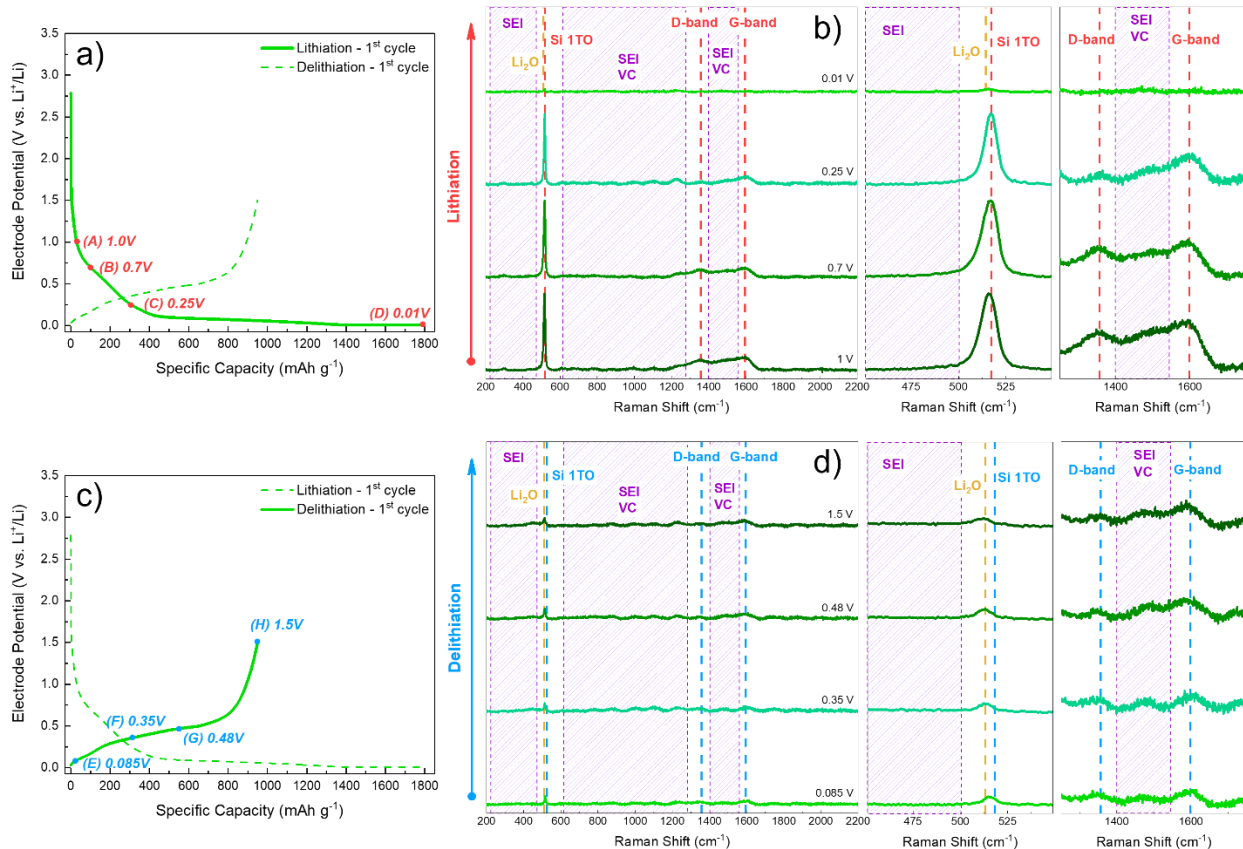 a)
Lithiation - 1st cycle
Delithiation - 1st cycle
3.5
3.0
2.5
2.0
1.5
1.0
0.5
0.0
Electrode Potential (V vs. Li+/Li)
(A) 1.0V
(B) 0.7V
(C) 0.25V
(D) 0.01V
0 200 400 600 800 1000 1200 1400 1600 1800
Specific Capacity (mAh g-1)
b)
Lithiation
SEI
Li2O
Si 1TO
SEI
VC
D-band
SEI
VC
G-band
0.01 V
0.25 V
0.7 V
1 V
200 400 600 800 1000 1200 1400 1600 1800 2000 2200
Raman Shift (cm-1)
SEI
Li2O
Si 1TO
475 500 525
Raman Shift (cm-1)
D-band
SEI
VC
G-band
1400 1600
Raman Shift (cm-1)
c)
Lithiation - 1st cycle
Delithiation - 1st cycle
3.5
3.0
2.5
2.0
1.5
1.0
0.5
0.0
Electrode Potential (V vs. Li+/Li)
(H) 1.5V
(F) 0.35V
(G) 0.48V
(E) 0.085V
0 200 400 600 800 1000 1200 1400 1600 1800
Specific Capacity (mAh g-1)
d)
Delithiation
SEI
Li2O
Si 1TO
SEI
VC
D-band
SEI
VC
G-band
1.5 V
0.48 V
0.35 V
0.085 V
200 400 600 800 1000 1200 1400 1600 1800 2000 2200
Raman Shift (cm-1)
SEI
Li2O
Si 1TO
475 500 525
Raman Shift (cm-1)
D-band
SEI
VC
G-band
1400 1600
Raman Shift (cm-1)